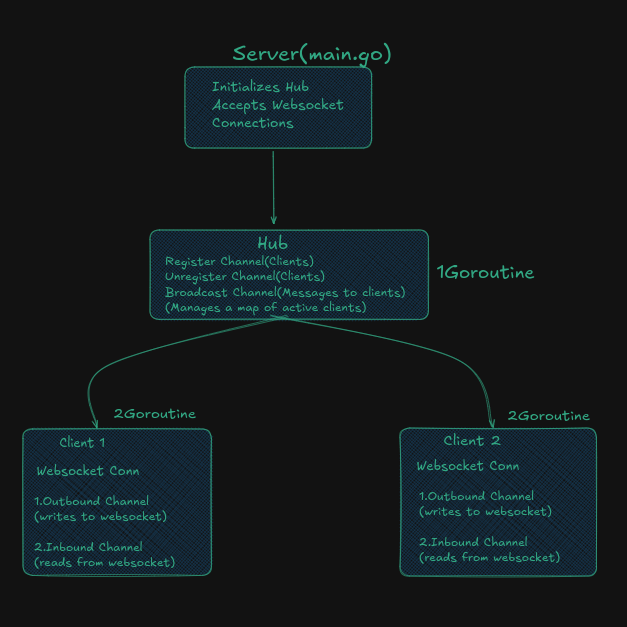 Server(main.go)
Initializes Hub
Accepts Websocket
Connections
Hub
Register Channel(Clients)
Unregister Channel(Clients)
Broadcast Channel(Messages to clients)
(Manages a map of active clients)
1Goroutine
2Goroutine
Client 1
Websocket Conn
1.Outbound Channel
(writes to websocket)
2.Inbound Channel
(reads from websocket)
2Goroutine
Client 2
Websocket Conn
1.Outbound Channel
(writes to websocket)
2.Inbound Channel
(reads from websocket)